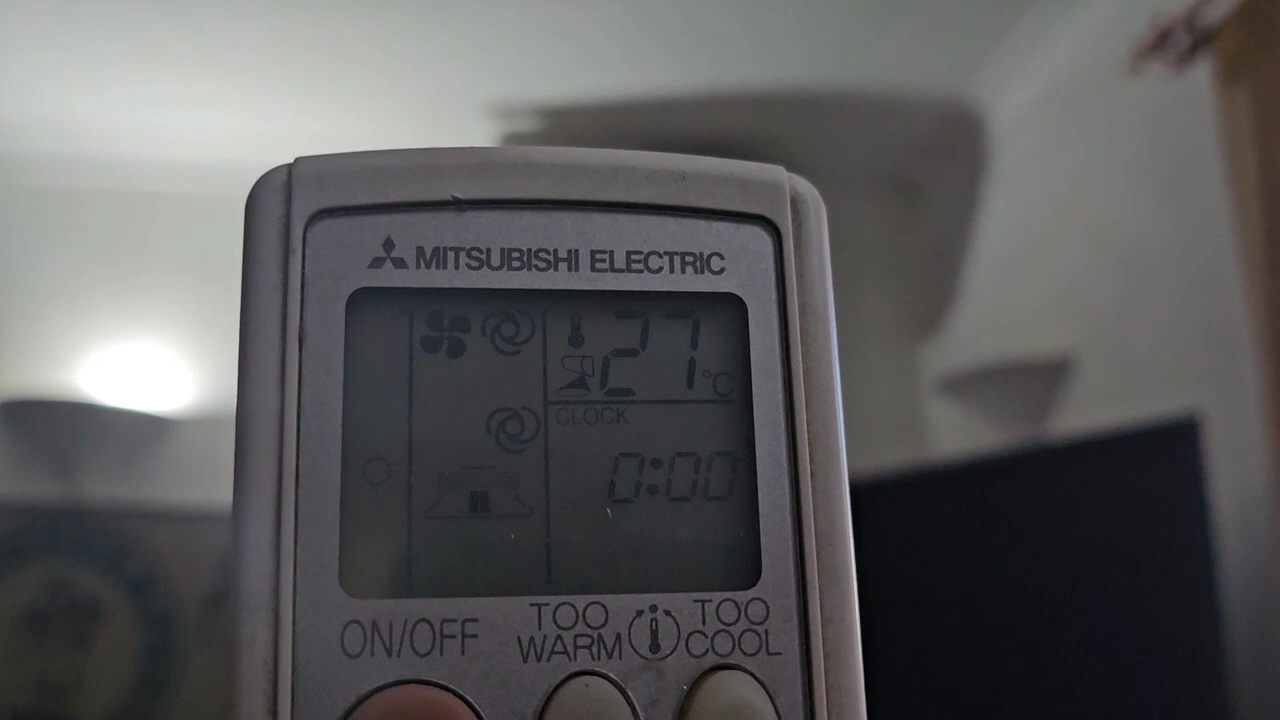 MITSUBISHI ELECTRIC
27°C
CLOCK
0:00
ON/OFF
TOO WARM
TOO COOL